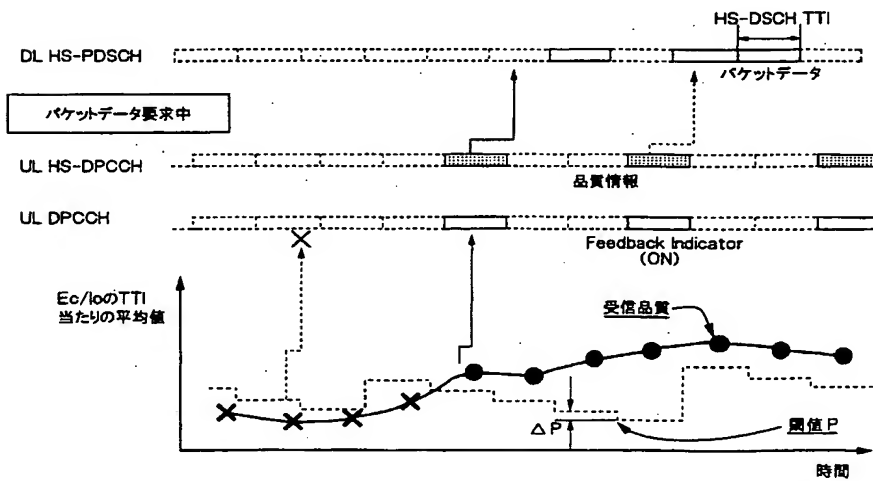 HS-DSCH TTI
DL HS-PDSCH
パケットデータ
パケットデータ要求中
UL HS-DPCCH
品質情報
UL DPCCH
Feedback Indicator
(ON)
Ec/IoのTTI
当たりの平均値
受信品質
△P
閾値 P
時間